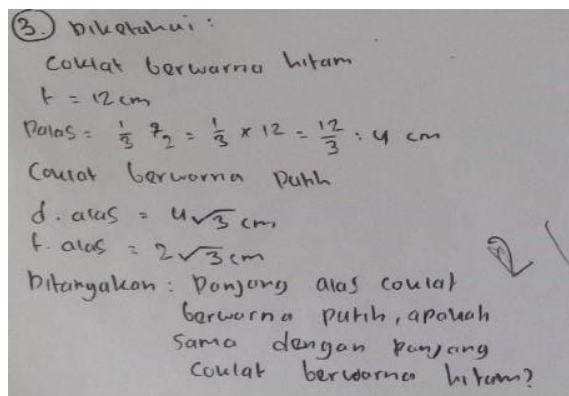 3. Diketahui :
Coklat berwarna hitam
t = 12 cm
Palas = 1/3 t2 = 1/3 x 12 = 12/3 : 4 cm
Coklat berwarna Putih
d. alas = 4√3 cm
t. alas = 2√3 cm
Ditanyakan : Panjang alas coklat
berwarna putih, apakah
sama dengan panjang
Coklat berwarna hitam?
2